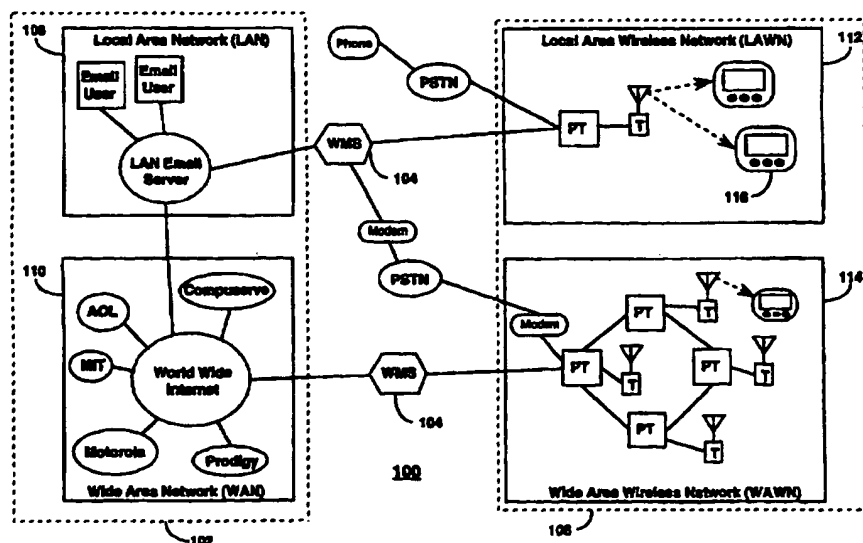 108
Local Area Network (LAN)
Email
User
Email
User
LAN Email
Server
Phone
PSTN
WMS
104
Local Area Wireless Network (LAWN)
112
PT
T
116
Modem
PSTN
Modem
110
Compuserve
AOL
MIT
World Wide
Internet
Motorola
Prodigy
Wide Area Network (WAN)
102
WMS
104
100
114
PT
T
PT
T
PT
T
PT
T
Wide Area Wireless Network (WAWN)
106